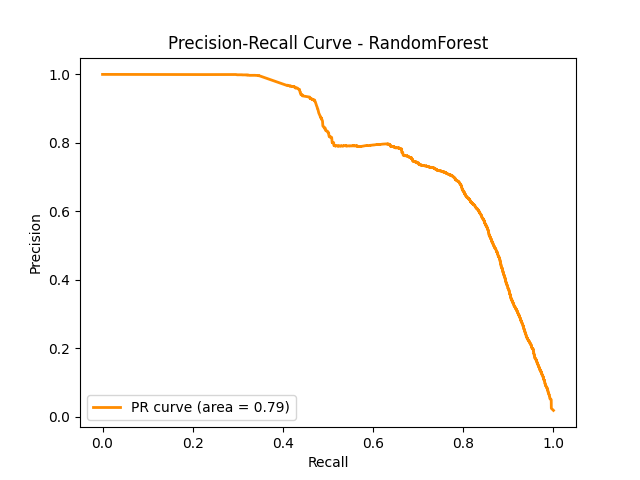 Precision-Recall Curve - RandomForest
1.0
0.8
0.6
0.4
0.2
0.0
Precision
PR curve (area = 0.79)
0.0 0.2 0.4 0.6 0.8 1.0
Recall